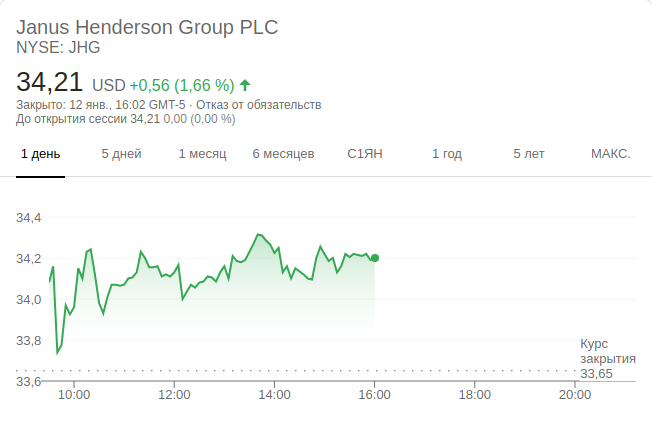 Janus Henderson Group PLC
NYSE: JHG
34,21 USD +0,56 (1,66 %)
Закрыто: 12 янв., 16:02 GMT-5 · Отказ от обязательств
До открытия сессии 34,21 0,00 (0,00 %)
1 день 5 дней 1 месяц 6 месяцев С1ЯН 1 год 5 лет МАКС.
34,4
34,2
34,0
33,8
Курс
закрытия
33,65
33,6
10:00 12:00 14:00 16:00 18:00 20:00